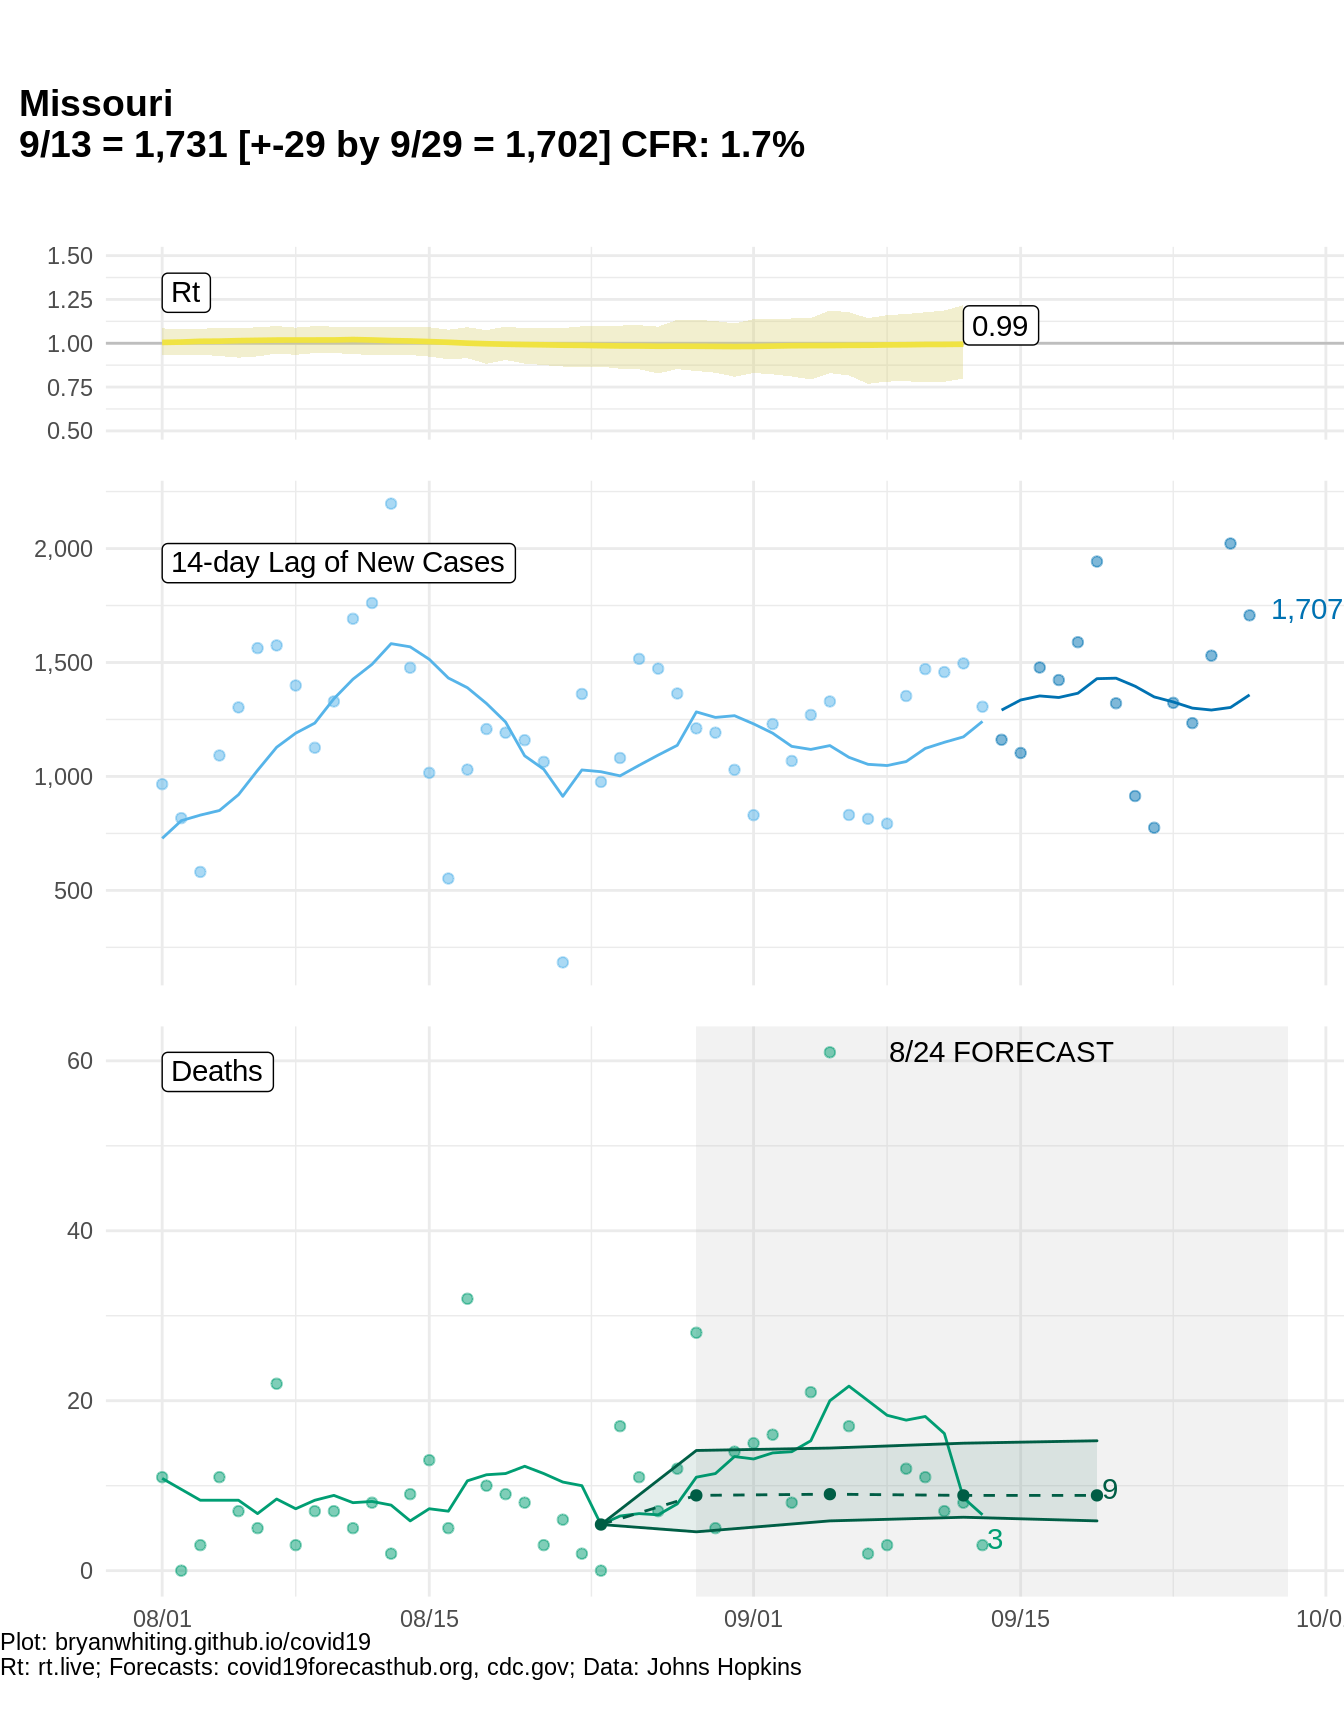 Missouri
9/13 = 1,731 [+-29 by 9/29 = 1,702] CFR: 1.7%
1.50
1.25
1.00
0.75
0.50
Rt
0.99
2,000
1,500
1,000
500
14-day Lag of New Cases
1,707
60
40
20
0
Deaths
8/24 FORECAST
9
3
08/01
08/15
09/01
09/15
10/0
Plot: bryanwhiting.github.io/covid19
Rt: rt.live; Forecasts: covid19forecasthub.org, cdc.gov; Data: Johns Hopkins